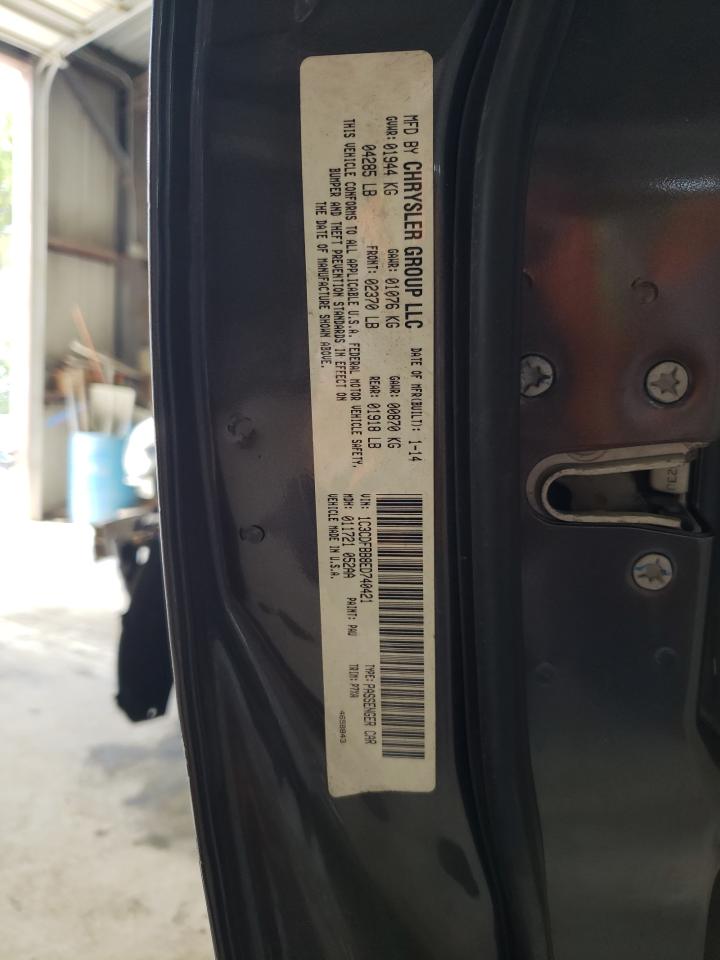 MFD BY CHRYSLER GROUP LLC DATE OF MFR(BUILT): 1-14
GVWR: 01944 KG GAWR: 01076 KG GAWR: 00870 KG
04285 LB FRONT: 02370 LB REAR: 01918 LB
THIS VEHICLE CONFORMS TO ALL APPLICABLE U.S.A. FEDERAL MOTOR VEHICLE SAFETY,
BUMPER AND THEFT PREVENTION STANDARDS IN EFFECT ON
THE DATE OF MANUFACTURE SHOWN ABOVE.
VIN: 1C3CDFBB8ED740421 TYPE: PASSENGER CAR
MDH: 011721 052AA PAINT: PAU TRIM: P7XA
VEHICLE MADE IN U.S.A. 4658843